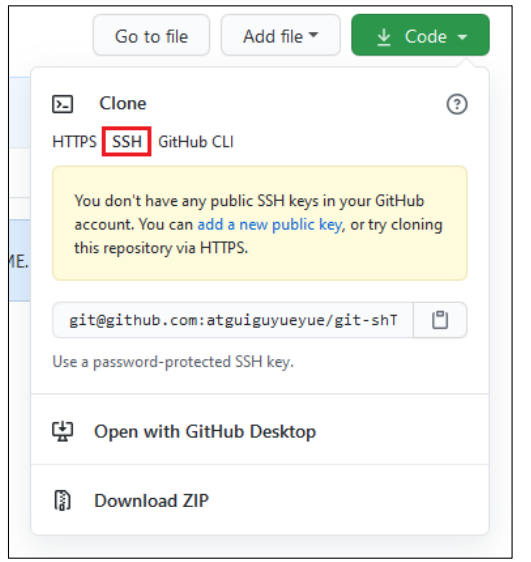 Go to file Add file Code
Clone
HTTPS SSH GitHub CLI
You don't have any public SSH keys in your GitHub
account. You can add a new public key, or try cloning
this repository via HTTPS.
ME.
git@github.com:atguiguyueyue/git-shT
Use a password-protected SSH key.
Open with GitHub Desktop
Download ZIP